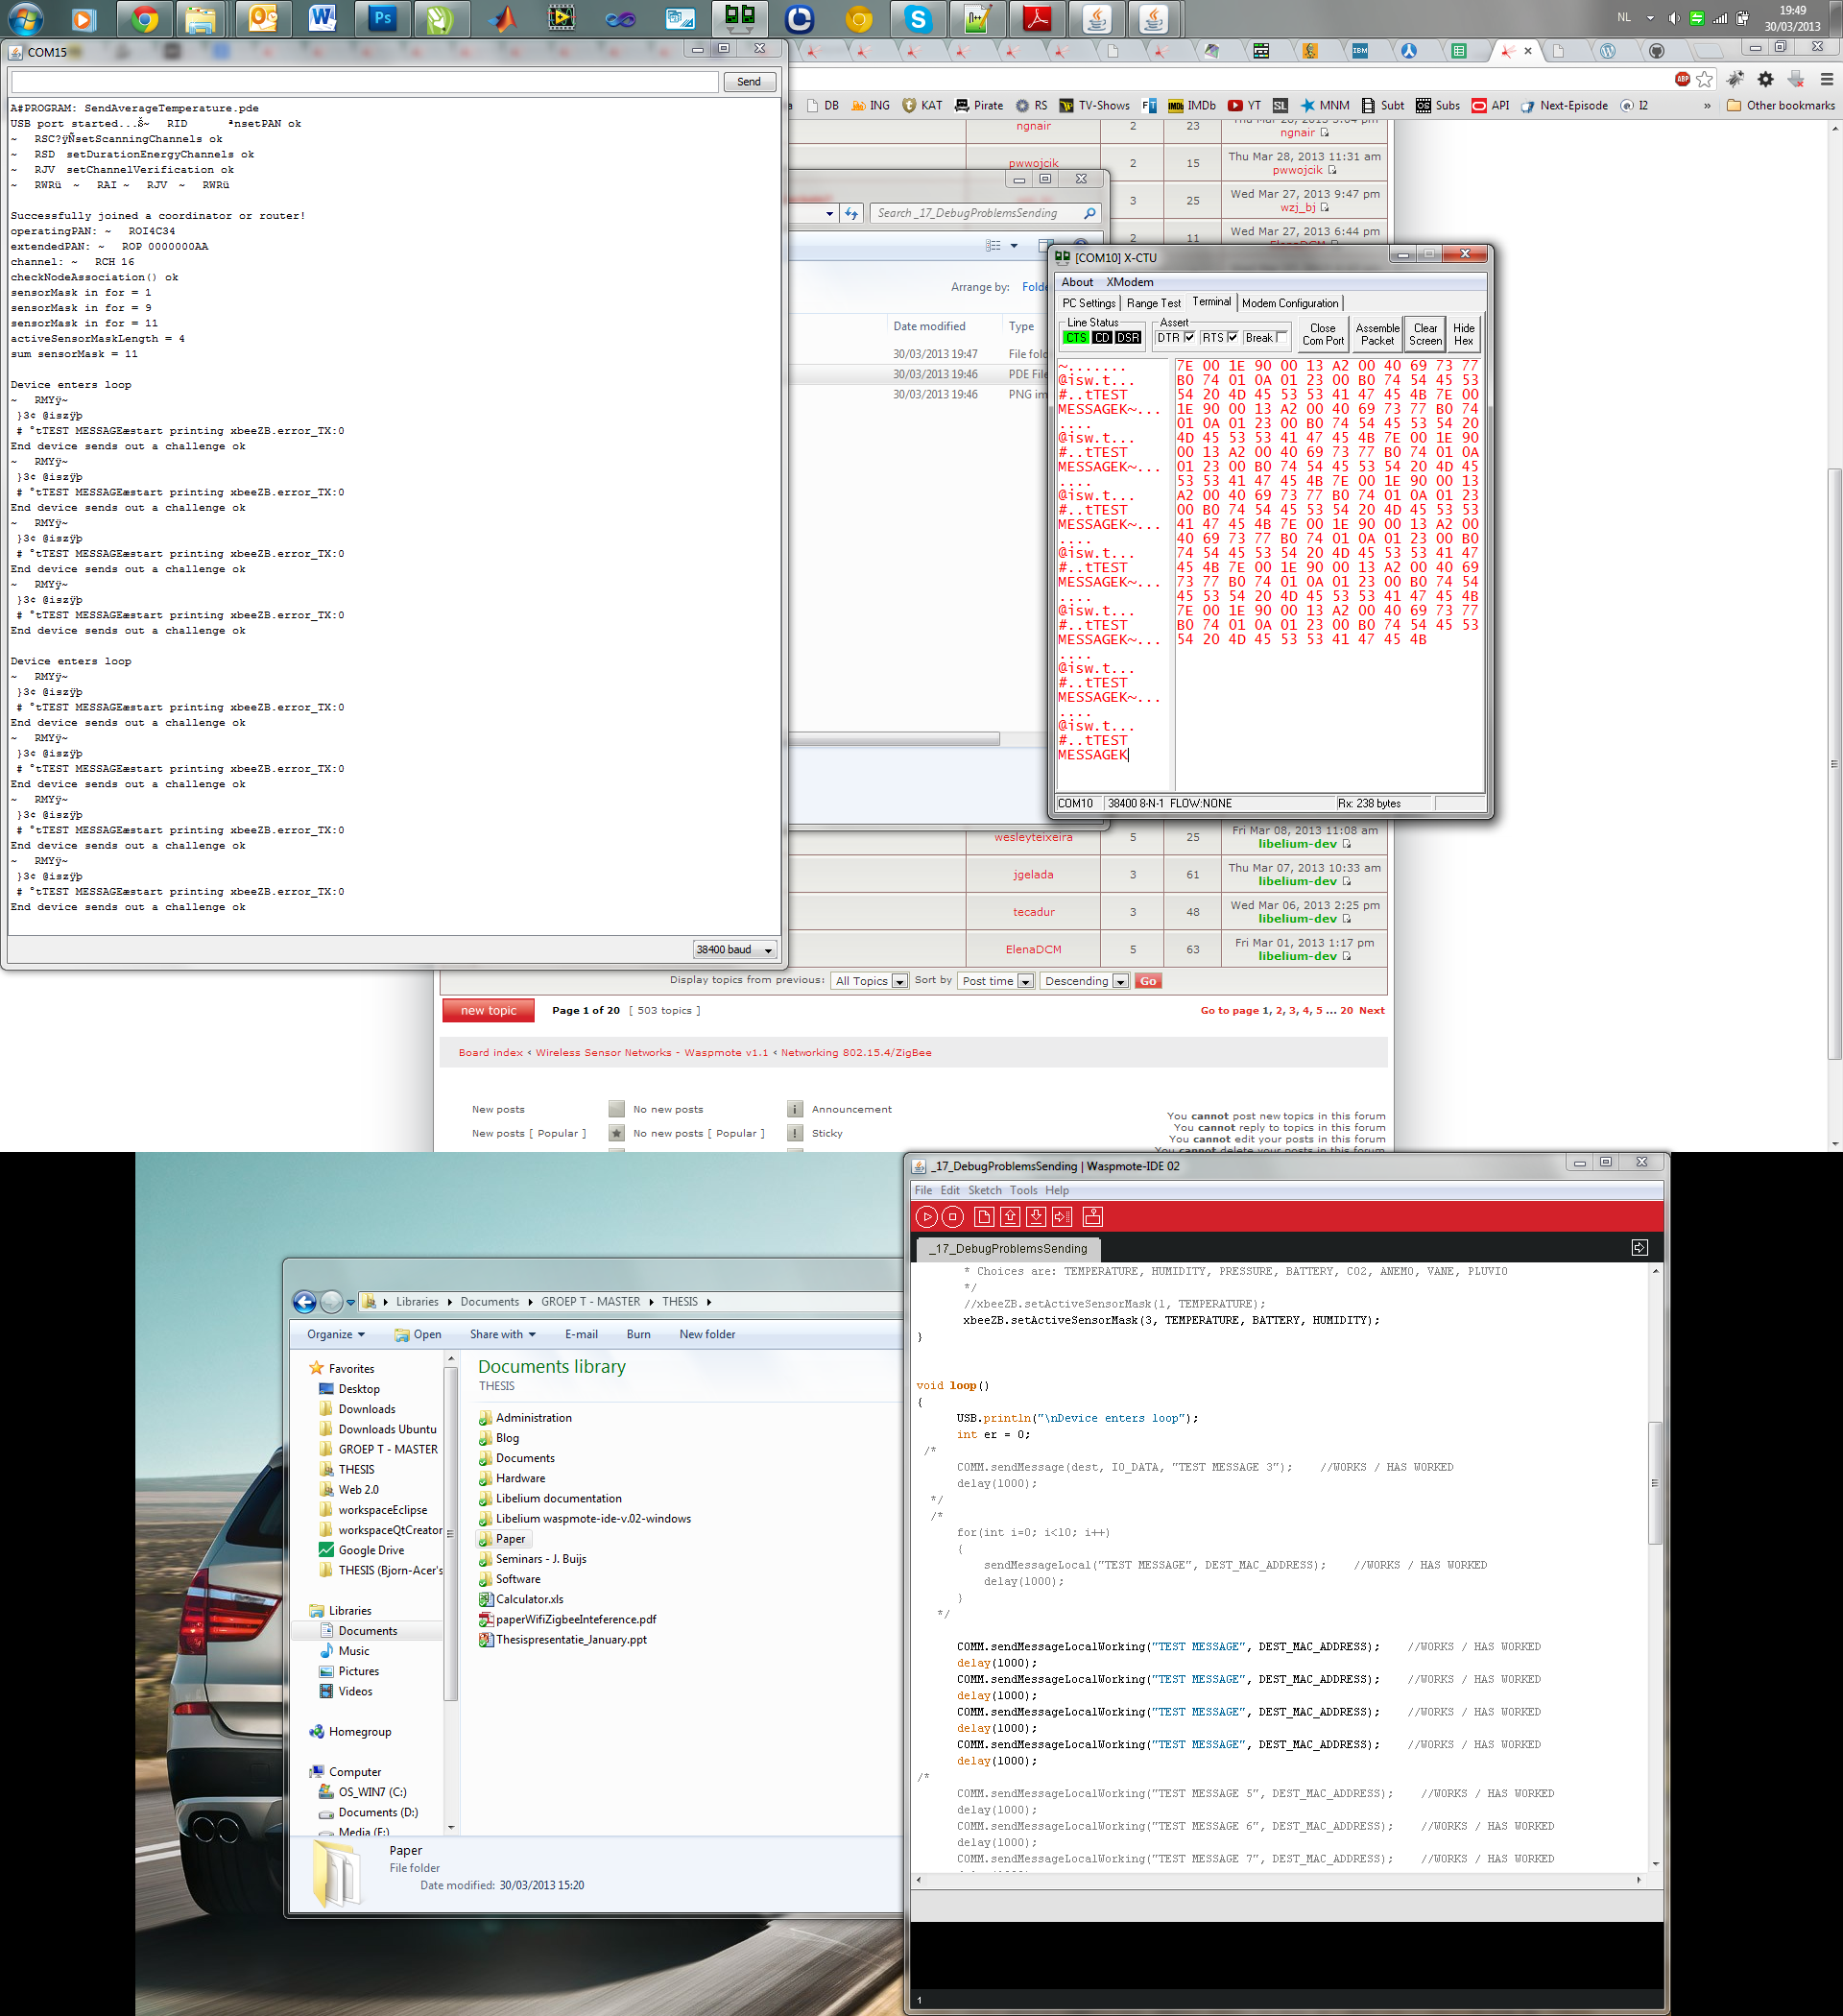 NL
19:49
30/03/2013
COM15
Send
A#PROGRAM: SendAverageTemperature.pde
USB port started...Š~   RID        ªnsetPAN ok
~   RSC?ÿÑsetScanningChannels ok
~   RSD  setDurationEnergyChannels ok
~   RJV  setChannelVerification ok
~   RWRü  ~   RAI ~   RJV  ~   RWRü
Successfully joined a coordinator or router!
operatingPAN: ~   ROI4C34
extendedPAN: ~   ROP 0000000AA
channel: ~   RCH 16
checkNodeAssociation() ok
sensorMask in for = 1
sensorMask in for = 9
sensorMask in for = 11
activeSensorMaskLength = 4
sum sensorMask = 11
Device enters loop
~   RMYÿ~
}3¢ @iszÿþ
# °tTEST MESSAGEæstart printing xbeeZB.error_TX:0
End device sends out a challenge ok
~   RMYÿ~
}3¢ @iszÿþ
# °tTEST MESSAGEæstart printing xbeeZB.error_TX:0
End device sends out a challenge ok
~   RMYÿ~
}3¢ @iszÿþ
# °tTEST MESSAGEæstart printing xbeeZB.error_TX:0
End device sends out a challenge ok
~   RMYÿ~
}3¢ @iszÿþ
# °tTEST MESSAGEæstart printing xbeeZB.error_TX:0
End device sends out a challenge ok
Device enters loop
~   RMYÿ~
}3¢ @iszÿþ
# °tTEST MESSAGEæstart printing xbeeZB.error_TX:0
End device sends out a challenge ok
~   RMYÿ~
}3¢ @iszÿþ
# °tTEST MESSAGEæstart printing xbeeZB.error_TX:0
End device sends out a challenge ok
~   RMYÿ~
}3¢ @iszÿþ
# °tTEST MESSAGEæstart printing xbeeZB.error_TX:0
End device sends out a challenge ok
~   RMYÿ~
}3¢ @iszÿþ
# °tTEST MESSAGEæstart printing xbeeZB.error_TX:0
End device sends out a challenge ok
38400 baud
DB ING KAT Pirate RS TV-Shows IMDb YT SL MNM Subt Subs API Next-Episode I2 » Other bookmarks
ngnair 2 23
ngnair
pwwojcik 2 15 Thu Mar 28, 2013 11:31 am
pwwojcik
3 25 Wed Mar 27, 2013 9:47 pm
wzj_bj
2 11 Wed Mar 27, 2013 6:44 pm
ElenaDCM
Search _17_DebugProblemsSending
Arrange by: Folde
Date modified Type
30/03/2013 19:47 File fold
30/03/2013 19:46 PDE File
30/03/2013 19:46 PNG im
[COM10] X-CTU
About XModem
PC Settings Range Test Terminal Modem Configuration
Line Status
CTS CD DSR
Assert
DTR RTS Break
Close Com Port
Assemble Packet
Clear Screen
Hide Hex
~.......
@isw.t...
#..tTEST
MESSAGEK~...
....
@isw.t...
#..tTEST
MESSAGEK~...
....
@isw.t...
#..tTEST
MESSAGEK~...
....
@isw.t...
#..tTEST
MESSAGEK~...
....
@isw.t...
#..tTEST
MESSAGEK~...
....
@isw.t...
#..tTEST
MESSAGEK~...
....
@isw.t...
#..tTEST
MESSAGEK
7E 00 1E 90 00 13 A2 00 40 69 73 77
B0 74 01 0A 01 23 00 B0 74 54 45 53
54 20 4D 45 53 53 41 47 45 4B 7E 00
1E 90 00 13 A2 00 40 69 73 77 B0 74
01 0A 01 23 00 B0 74 54 45 53 54 20
4D 45 53 53 41 47 45 4B 7E 00 1E 90
00 13 A2 00 40 69 73 77 B0 74 01 0A
01 23 00 B0 74 54 45 53 54 20 4D 45
53 53 41 47 45 4B 7E 00 1E 90 00 13
A2 00 40 69 73 77 B0 74 01 0A 01 23
00 B0 74 54 45 53 54 20 4D 45 53 53
41 47 45 4B 7E 00 1E 90 00 13 A2 00
40 69 73 77 B0 74 01 0A 01 23 00 B0
74 54 45 53 54 20 4D 45 53 53 41 47
45 4B 7E 00 1E 90 00 13 A2 00 40 69
73 77 B0 74 01 0A 01 23 00 B0 74 54
45 53 54 20 4D 45 53 53 41 47 45 4B
7E 00 1E 90 00 13 A2 00 40 69 73 77
B0 74 01 0A 01 23 00 B0 74 54 45 53
54 20 4D 45 53 53 41 47 45 4B
COM10 38400 8-N-1 FLOW:NONE Rx: 238 bytes
wesleyteixeira 5 25 Fri Mar 08, 2013 11:08 am
libelium-dev
jgelada 3 61 Thu Mar 07, 2013 10:33 am
libelium-dev
tecadur 3 48 Wed Mar 06, 2013 2:25 pm
libelium-dev
ElenaDCM 5 63 Fri Mar 01, 2013 1:17 pm
libelium-dev
Display topics from previous: All Topics Sort by Post time Descending Go
new topic Page 1 of 20 [ 503 topics ] Go to page 1, 2, 3, 4, 5 ... 20 Next
Board index ‹ Wireless Sensor Networks - Waspmote v1.1 ‹ Networking 802.15.4/ZigBee
New posts No new posts Announcement
New posts [ Popular ] No new posts [ Popular ] Sticky
You cannot post new topics in this forum
You cannot reply to topics in this forum
You cannot edit your posts in this forum
You cannot delete your posts in this forum
_17_DebugProblemsSending | Waspmote-IDE 02
File Edit Sketch Tools Help
_17_DebugProblemsSending
* Choices are: TEMPERATURE, HUMIDITY, PRESSURE, BATTERY, CO2, ANEMO, VANE, PLUVIO
*/
//xbeeZB.setActiveSensorMask(1, TEMPERATURE);
xbeeZB.setActiveSensorMask(3, TEMPERATURE, BATTERY, HUMIDITY);
}
void loop()
{
USB.println("\nDevice enters loop");
int er = 0;
/*
COMM.sendMessage(dest, IO_DATA, "TEST MESSAGE 3");    //WORKS / HAS WORKED
delay(1000);
*/
/*
for(int i=0; i<10; i++)
{
sendMessageLocal("TEST MESSAGE", DEST_MAC_ADDRESS);    //WORKS / HAS WORKED
delay(1000);
}
*/
COMM.sendMessageLocalWorking("TEST MESSAGE", DEST_MAC_ADDRESS);    //WORKS / HAS WORKED
delay(1000);
COMM.sendMessageLocalWorking("TEST MESSAGE", DEST_MAC_ADDRESS);    //WORKS / HAS WORKED
delay(1000);
COMM.sendMessageLocalWorking("TEST MESSAGE", DEST_MAC_ADDRESS);    //WORKS / HAS WORKED
delay(1000);
COMM.sendMessageLocalWorking("TEST MESSAGE", DEST_MAC_ADDRESS);    //WORKS / HAS WORKED
delay(1000);
/*
COMM.sendMessageLocalWorking("TEST MESSAGE 5", DEST_MAC_ADDRESS);    //WORKS / HAS WORKED
delay(1000);
COMM.sendMessageLocalWorking("TEST MESSAGE 6", DEST_MAC_ADDRESS);    //WORKS / HAS WORKED
delay(1000);
COMM.sendMessageLocalWorking("TEST MESSAGE 7", DEST_MAC_ADDRESS);    //WORKS / HAS WORKED
1
Libraries Documents GROEP T - MASTER THESIS
Organize Open Share with E-mail Burn New folder
Favorites
Desktop
Downloads
Downloads Ubuntu
GROEP T - MASTER
THESIS
Web 2.0
workspaceEclipse
workspaceQtCreator
Google Drive
THESIS (Bjorn-Acer's
Libraries
Documents
Music
Pictures
Videos
Homegroup
Computer
OS_WIN7 (C:)
Documents (D:)
Media (F:)
Documents library
THESIS
Administration
Blog
Documents
Hardware
Libelium documentation
Libelium waspmote-ide-v.02-windows
Paper
Seminars - J. Buijs
Software
Calculator.xls
paperWifiZigbeeInteference.pdf
Thesispresentatie_January.ppt
Paper
File folder
Date modified: 30/03/2013 15:20